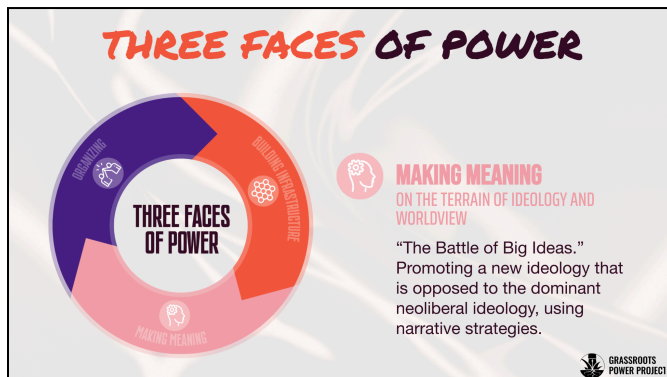 THREE FACES OF POWER
ORGANIZING
BUILDING INFRASTRUCTURE
THREE FACES
OF POWER
MAKING MEANING
MAKING MEANING
ON THE TERRAIN OF IDEOLOGY AND
WORLDVIEW
“The Battle of Big Ideas.”
Promoting a new ideology that
is opposed to the dominant
neoliberal ideology, using
narrative strategies.
GRASSROOTS
POWER PROJECT